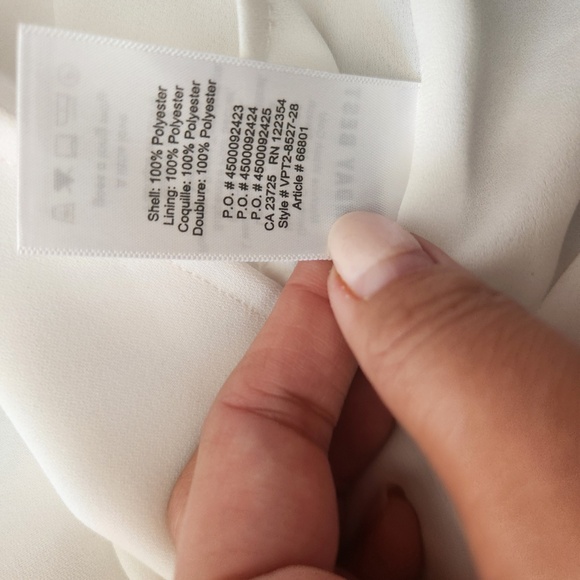 Shell: 100% Polyester
Lining: 100% Polyester
Coquille: 100% Polyester
Doublure: 100% Polyester
P.O. # 4500092423
P.O. # 4500092424
P.O. # 4500092425
CA 23725 RN 122354
Style # VPT2-8527-28
Article # 66801